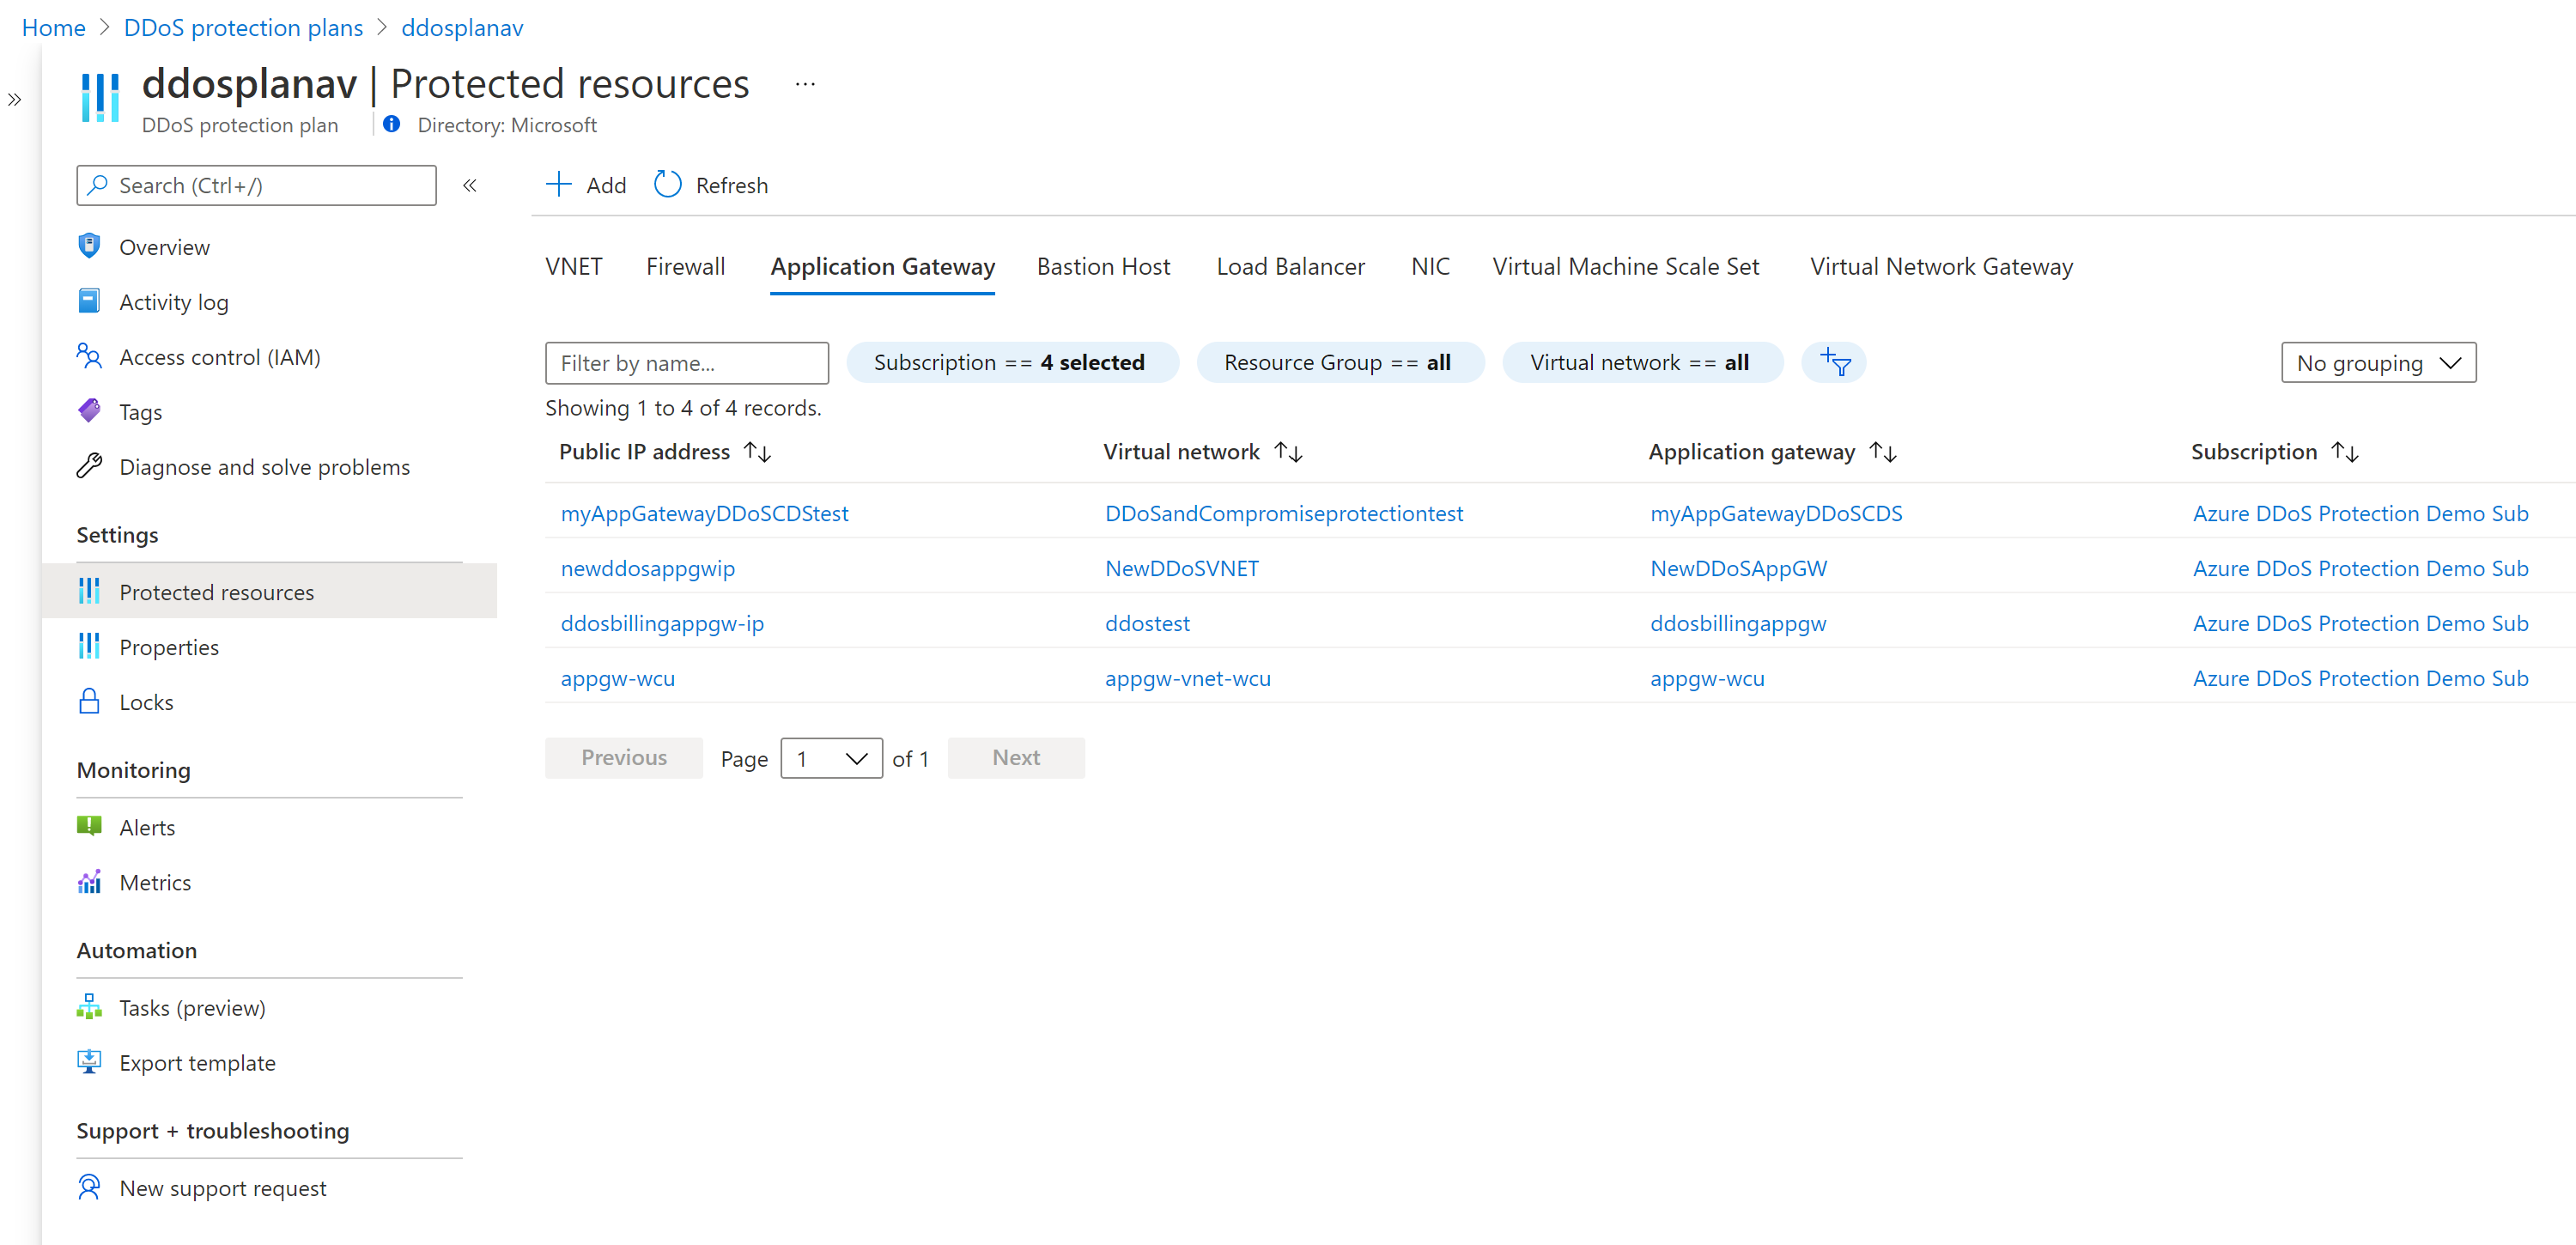 Home > DDoS protection plans > ddosplanav
ddosplanav | Protected resources ...
DDoS protection plan | Directory: Microsoft
Search (Ctrl+/)
Overview
Activity log
Access control (IAM)
Tags
Diagnose and solve problems
Settings
Protected resources
Properties
Locks
Monitoring
Alerts
Metrics
Automation
Tasks (preview)
Export template
Support + troubleshooting
New support request
Add Refresh
VNET Firewall Application Gateway Bastion Host Load Balancer NIC Virtual Machine Scale Set Virtual Network Gateway
Filter by name... Subscription == 4 selected Resource Group == all Virtual network == all No grouping
Showing 1 to 4 of 4 records.
Public IP address ↑↓ Virtual network ↑↓ Application gateway ↑↓ Subscription ↑↓
myAppGatewayDDoSCDStest DDoSandCompromiseprotectiontest myAppGatewayDDoSCDS Azure DDoS Protection Demo Sub
newddosappgwip NewDDoSVNET NewDDoSAppGW Azure DDoS Protection Demo Sub
ddosbillingappgw-ip ddostest ddosbillingappgw Azure DDoS Protection Demo Sub
appgw-wcu appgw-vnet-wcu appgw-wcu Azure DDoS Protection Demo Sub
Previous Page 1 of 1 Next